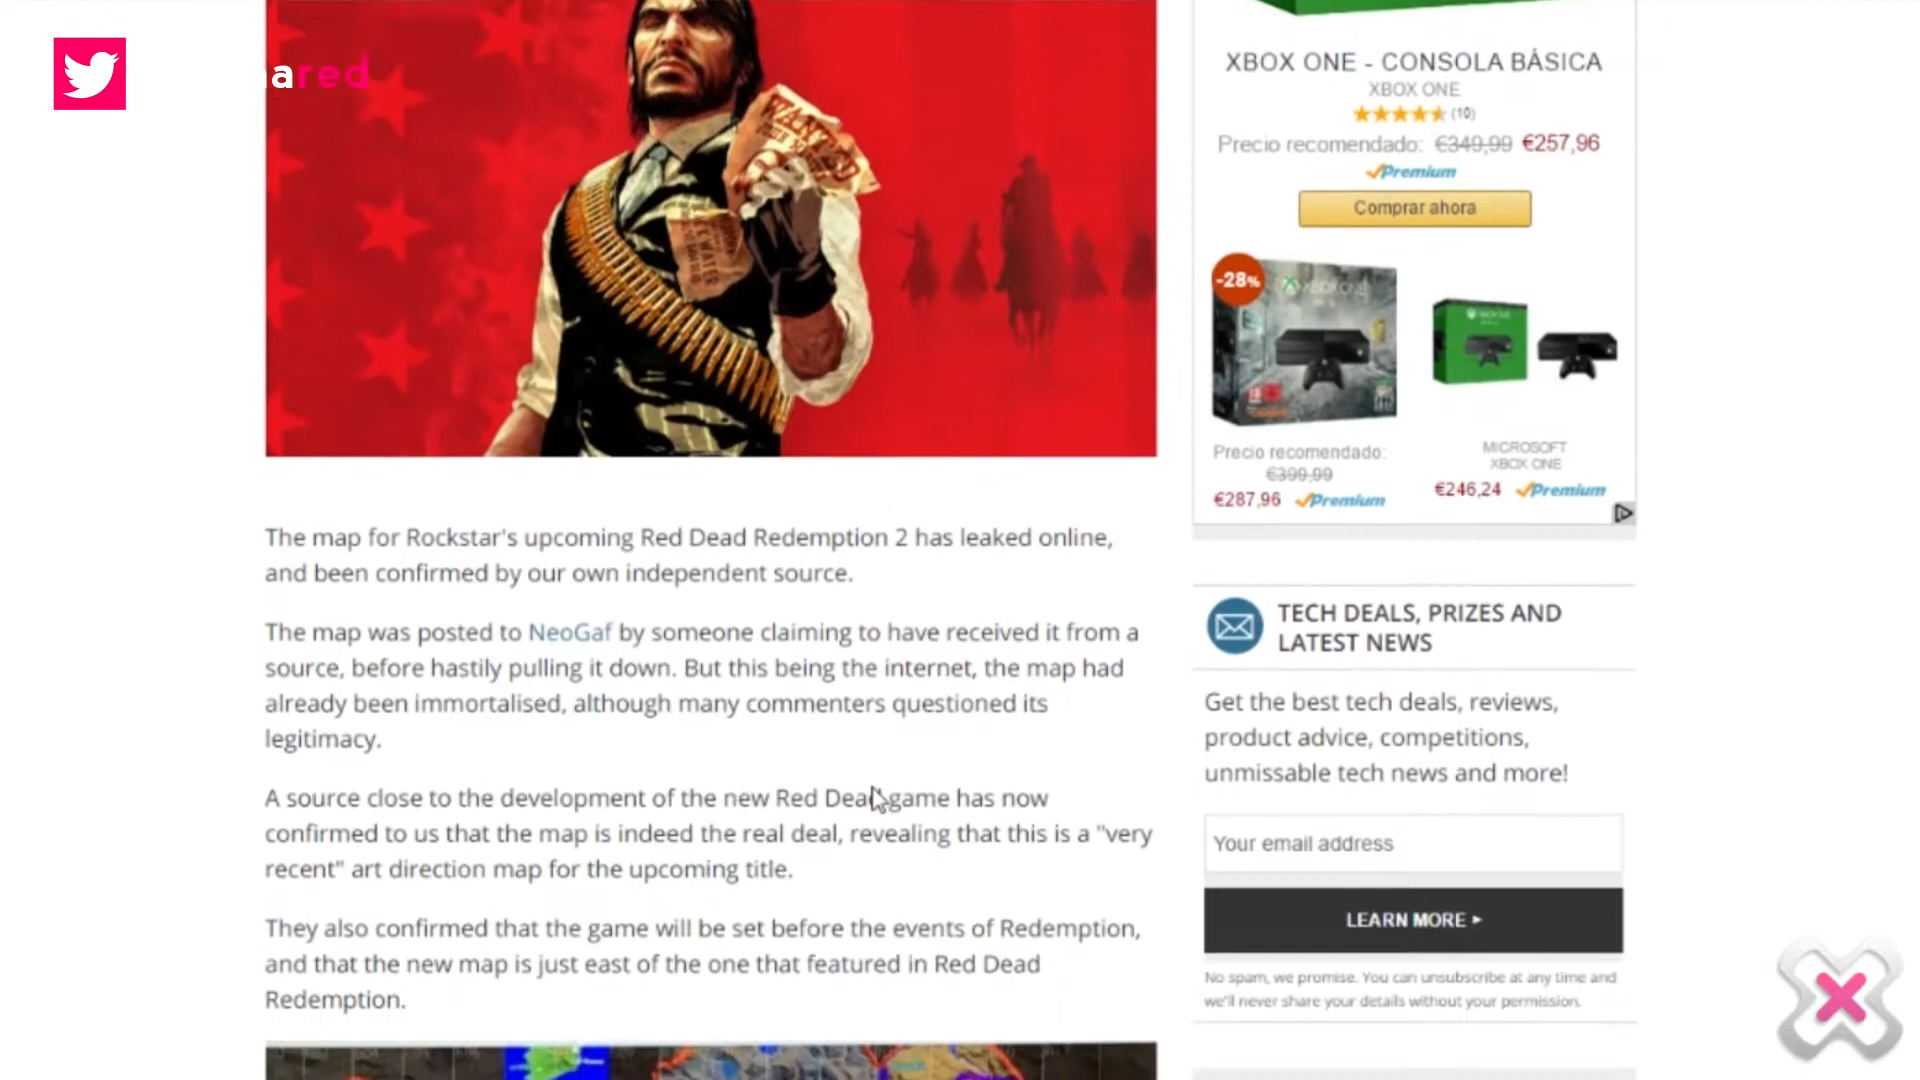 ared
WANTED
XBOX ONE - CONSOLA BÁSICA
XBOX ONE
(10)
Precio recomendado: €349,99 €257,96
Premium
Comprar ahora
-28%
XBOX ONE
Precio recomendado:
€399,99
€287,96 Premium
MICROSOFT
XBOX ONE
€246,24 Premium
The map for Rockstar's upcoming Red Dead Redemption 2 has leaked online,
and been confirmed by our own independent source.
The map was posted to NeoGaf by someone claiming to have received it from a
source, before hastily pulling it down. But this being the internet, the map had
already been immortalised, although many commenters questioned its
legitimacy.
A source close to the development of the new Red Dead game has now
confirmed to us that the map is indeed the real deal, revealing that this is a "very
recent" art direction map for the upcoming title.
They also confirmed that the game will be set before the events of Redemption,
and that the new map is just east of the one that featured in Red Dead
Redemption.
TECH DEALS, PRIZES AND
LATEST NEWS
Get the best tech deals, reviews,
product advice, competitions,
unmissable tech news and more!
Your email address
LEARN MORE ▸
No spam, we promise. You can unsubscribe at any time and
we'll never share your details without your permission.